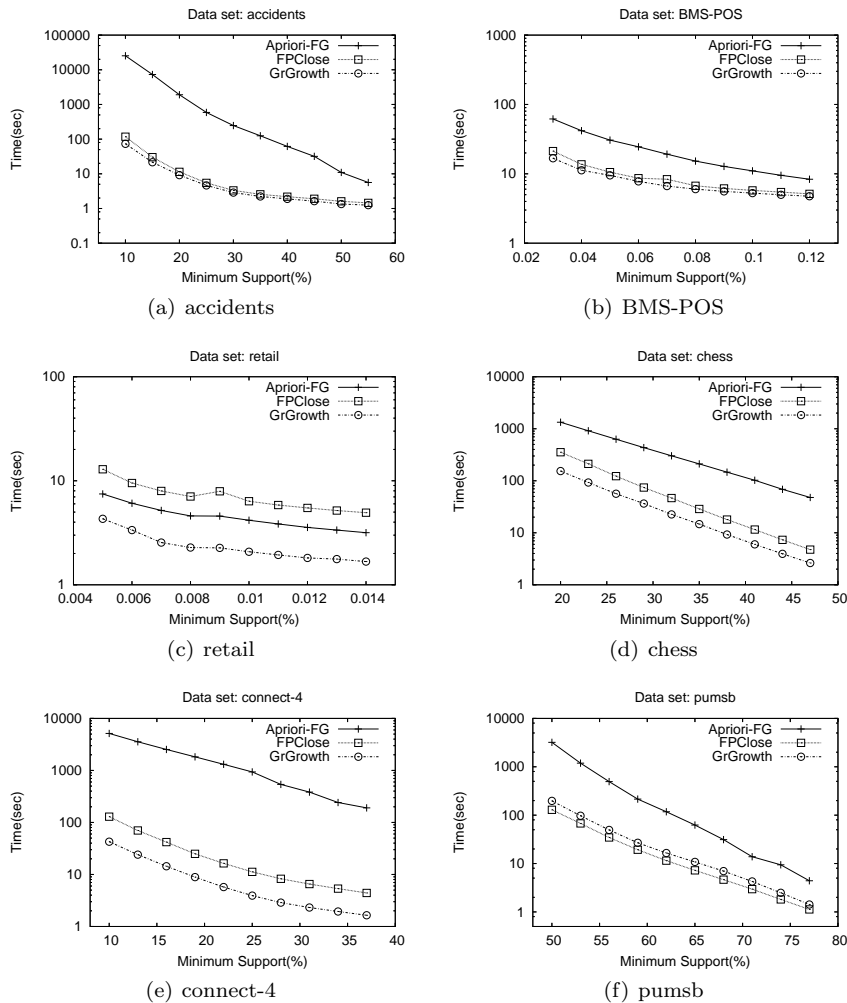 Data set: accidents
Apriori-FG
FPClose
GrGrowth
Time(sec)
100000
10000
1000
100
10
1
0.1
10 20 30 40 50 60
Minimum Support(%)
(a) accidents
Data set: BMS-POS
Apriori-FG
FPClose
GrGrowth
Time(sec)
1000
100
10
1
0.02 0.04 0.06 0.08 0.1 0.12
Minimum Support(%)
(b) BMS-POS
Data set: retail
Apriori-FG
FPClose
GrGrowth
Time(sec)
100
10
1
0.004 0.006 0.008 0.01 0.012 0.014
Minimum Support(%)
(c) retail
Data set: chess
Apriori-FG
FPClose
GrGrowth
Time(sec)
10000
1000
100
10
1
20 25 30 35 40 45 50
Minimum Support(%)
(d) chess
Data set: connect-4
Apriori-FG
FPClose
GrGrowth
Time(sec)
10000
1000
100
10
1
10 15 20 25 30 35 40
Minimum Support(%)
(e) connect-4
Data set: pumsb
Apriori-FG
FPClose
GrGrowth
Time(sec)
10000
1000
100
10
1
50 55 60 65 70 75 80
Minimum Support(%)
(f) pumsb